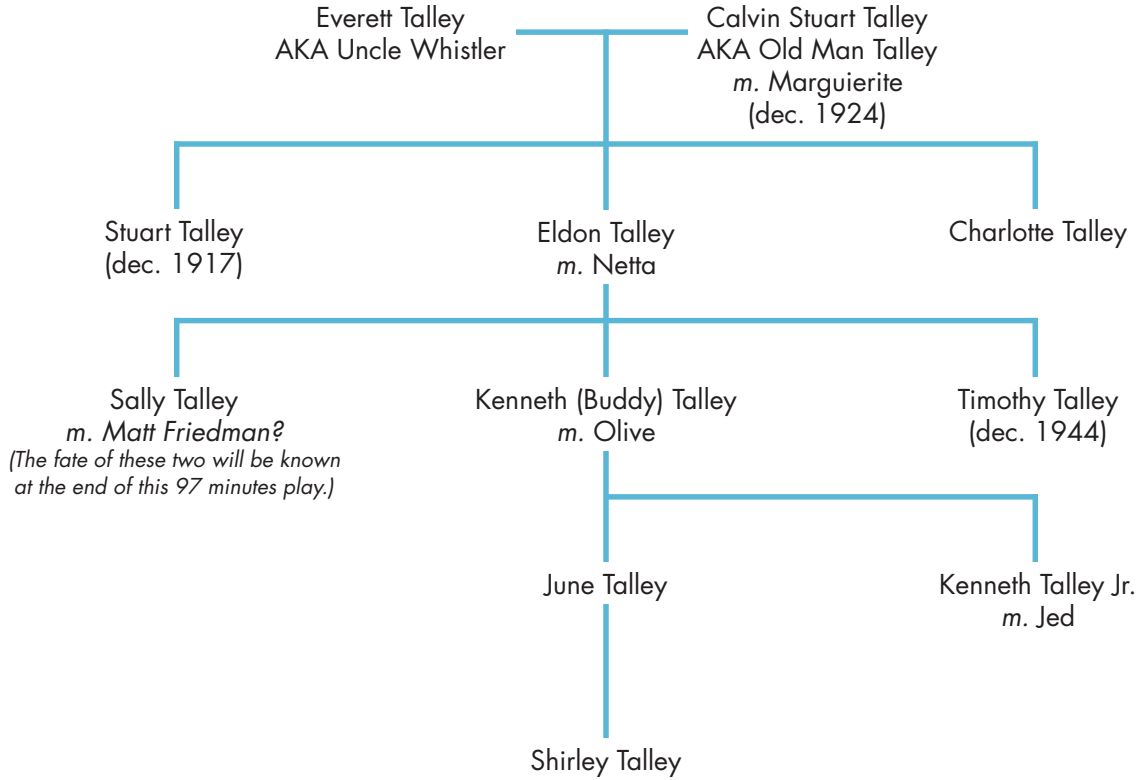 Everett Talley
AKA Uncle Whistler
Calvin Stuart Talley
AKA Old Man Talley
m. Marguierite
(dec. 1924)
Stuart Talley
(dec. 1917)
Eldon Talley
m. Netta
Charlotte Talley
Sally Talley
m. Matt Friedman?
(The fate of these two will be known
at the end of this 97 minutes play.)
Kenneth (Buddy) Talley
m. Olive
Timothy Talley
(dec. 1944)
June Talley
Kenneth Talley Jr.
m. Jed
Shirley Talley